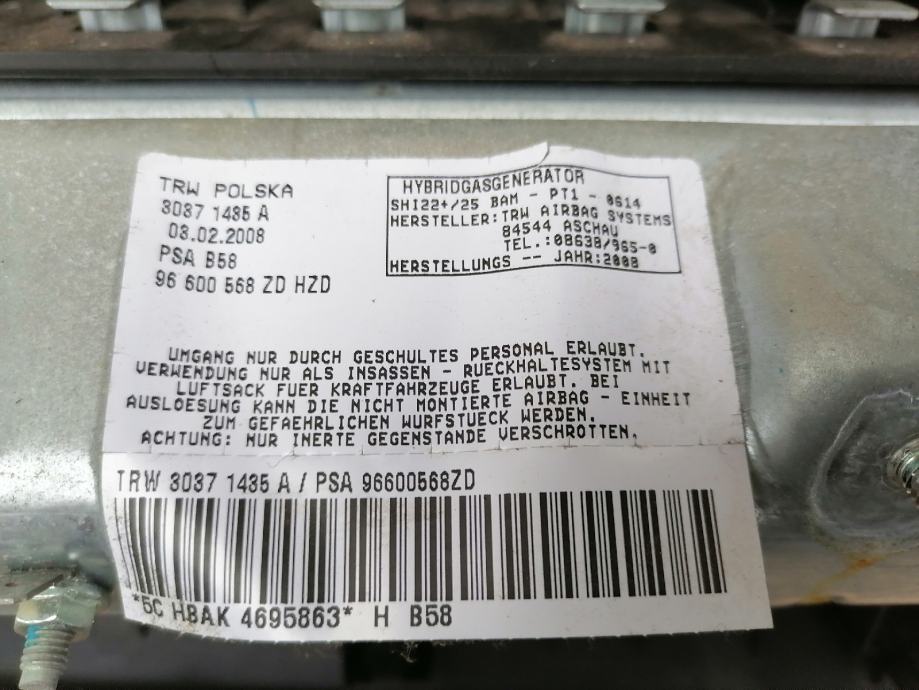 TRW POLSKA
3037 1435 A
03.02.2008
PSA B58
96 600 568 ZD HZD
HYBRIDGASGENERATOR
SHI22+/25 BAM - PT1 - 0614
HERSTELLER: TRW AIRBAG SYSTEMS
84544 ASCHAU
TEL.:08638/965-0
HERSTELLUNGS -- JAHR:2008
UMGANG NUR DURCH GESCHULTES PERSONAL ERLAUBT.
VERWENDUNG NUR ALS INSASSEN - RUECKHALTESYSTEM MIT
LUFTSACK FUER KRAFTFAHRZEUGE ERLAUBT. BEI
AUSLOESUNG KANN DIE NICHT MONTIERTE AIRBAG - EINHEIT
ZUM GEFAEHRLICHEN WURFSTUECK WERDEN.
ACHTUNG: NUR INERTE GEGENSTANDE VERSCHROTTEN.
TRW 3037 1435 A / PSA 96600568ZD
*5C HBAK 4695863* H B58